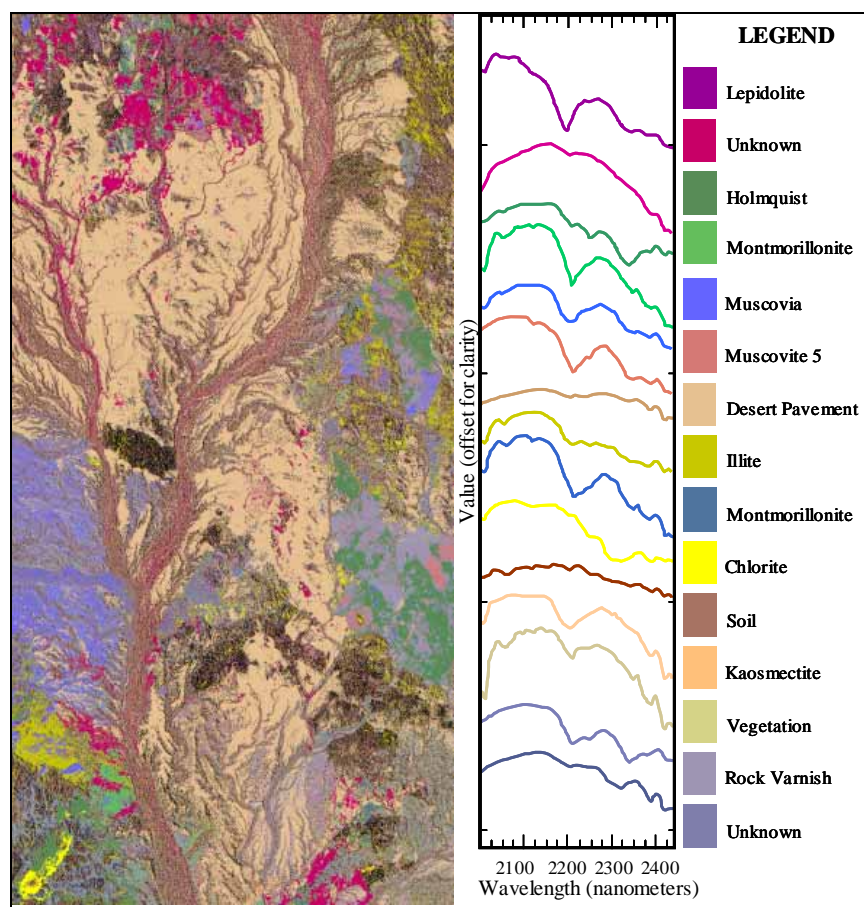 LEGEND
Lepidolite
Unknown
Holmquist
Montmorillonite
Muscovia
Muscovite 5
Desert Pavement
Illite
Montmorillonite
Chlorite
Soil
Kaosmectite
Vegetation
Rock Varnish
Unknown
Value (offset for clarity)
2100 2200 2300 2400
Wavelength (nanometers)